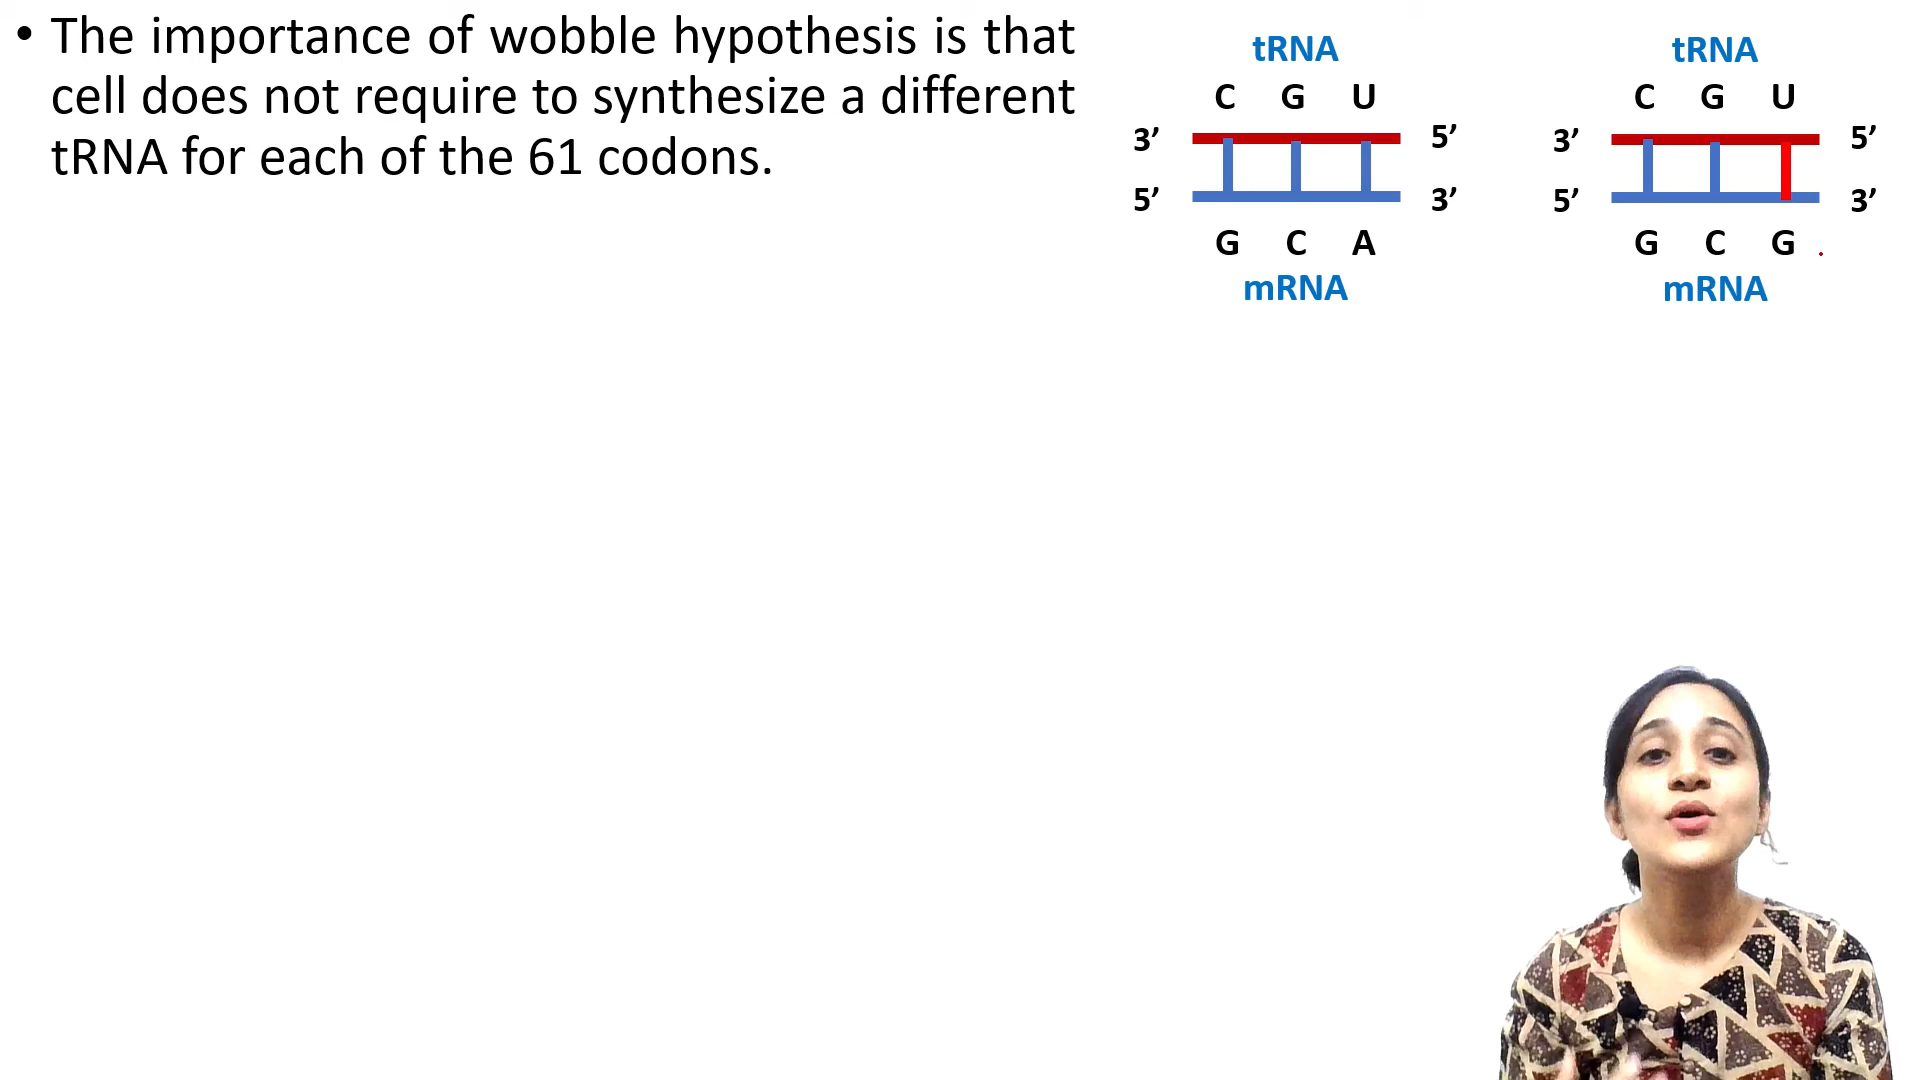 • The importance of wobble hypothesis is that
cell does not require to synthesize a different
tRNA for each of the 61 codons.
tRNA
C G U
3’ 5’
5’ 3’
G C A
mRNA
tRNA
C G U
3’ 5’
5’ 3’
G C G
mRNA